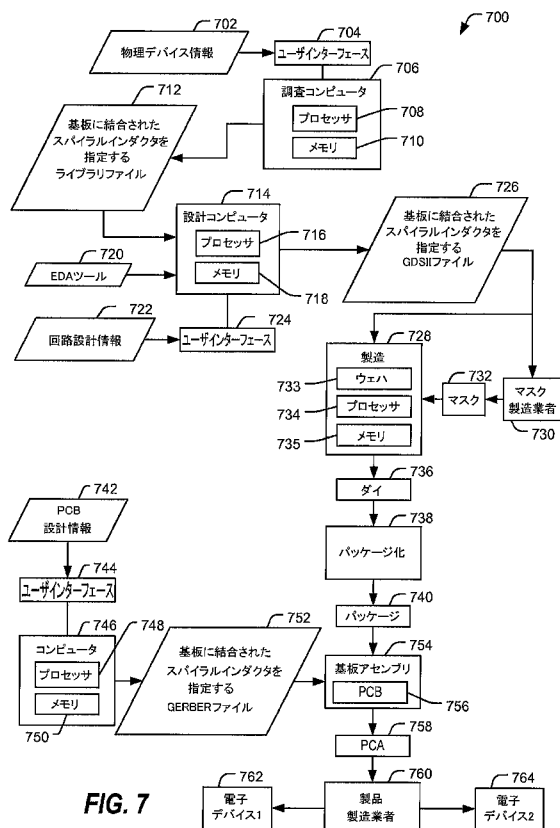 700
702
物理デバイス情報
704
ユーザインターフェース
706
調査コンピュータ
プロセッサ
708
メモリ
710
712
基板に結合された
スパイラルインダクタを
指定する
ライブラリファイル
714
設計コンピュータ
プロセッサ
716
メモリ
718
720
EDAツール
722
回路設計情報
724
ユーザインターフェース
726
基板に結合された
スパイラルインダクタを
指定する
GDSIIファイル
728
製造
733
ウェハ
734
プロセッサ
735
メモリ
732
マスク
マスク
製造業者
730
736
ダイ
738
パッケージ化
740
パッケージ
742
PCB
設計情報
744
ユーザインターフェース
746
748
コンピュータ
プロセッサ
メモリ
750
752
基板に結合された
スパイラルインダクタを
指定する
GERBERファイル
754
基板アセンブリ
PCB
756
758
PCA
760
製品
製造業者
762
電子
デバイス1
764
電子
デバイス2
FIG. 7